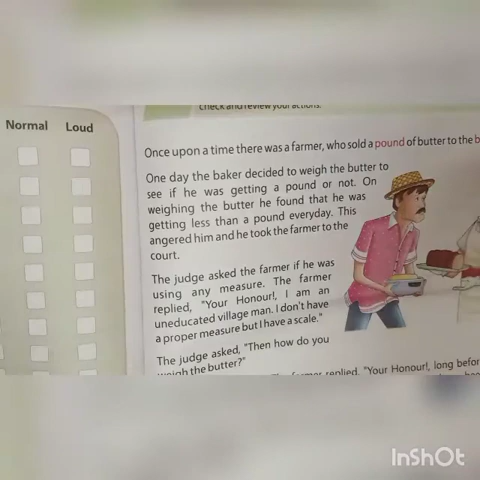 Normal Loud
check and review your actions.
Once upon a time there was a farmer, who sold a pound of butter to the
One day the baker decided to weigh the butter to
see if he was getting a pound or not. On
weighing the butter he found that he was
getting less than a pound everyday. This
angered him and he took the farmer to the
court.
The judge asked the farmer if he was
using any measure. The farmer
replied, "Your Honour!, I am an
uneducated village man. I don't have
a proper measure but I have a scale."
The judge asked, "Then how do you
weigh the butter?"
farmer replied, "Your Honour!, long
InShOt